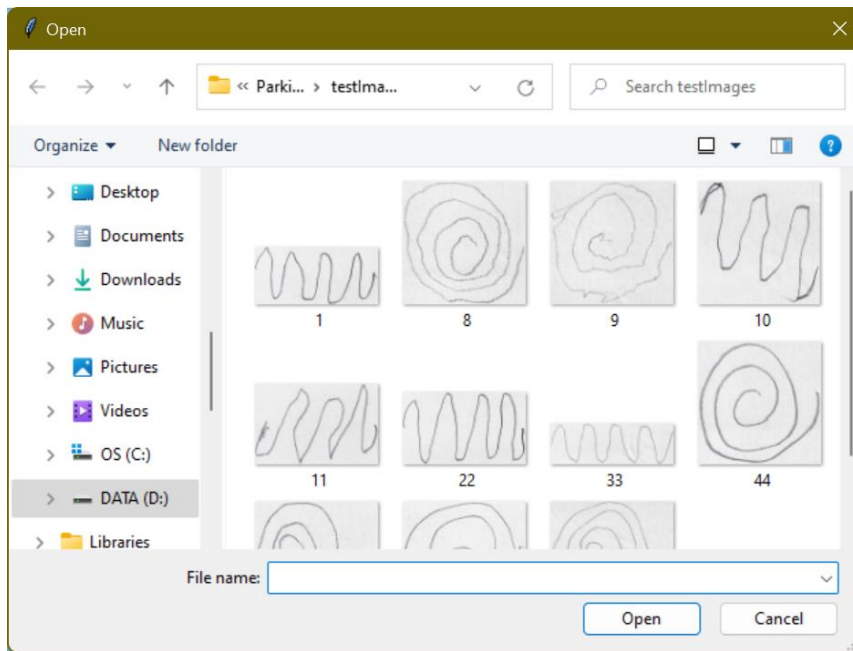 Open
« Parki... › testIma...
Search testImages
Organize
New folder
?
Desktop
Documents
Downloads
Music
Pictures
Videos
OS (C:)
DATA (D:)
Libraries
1
8
9
10
11
22
33
44
File name:
Open
Cancel